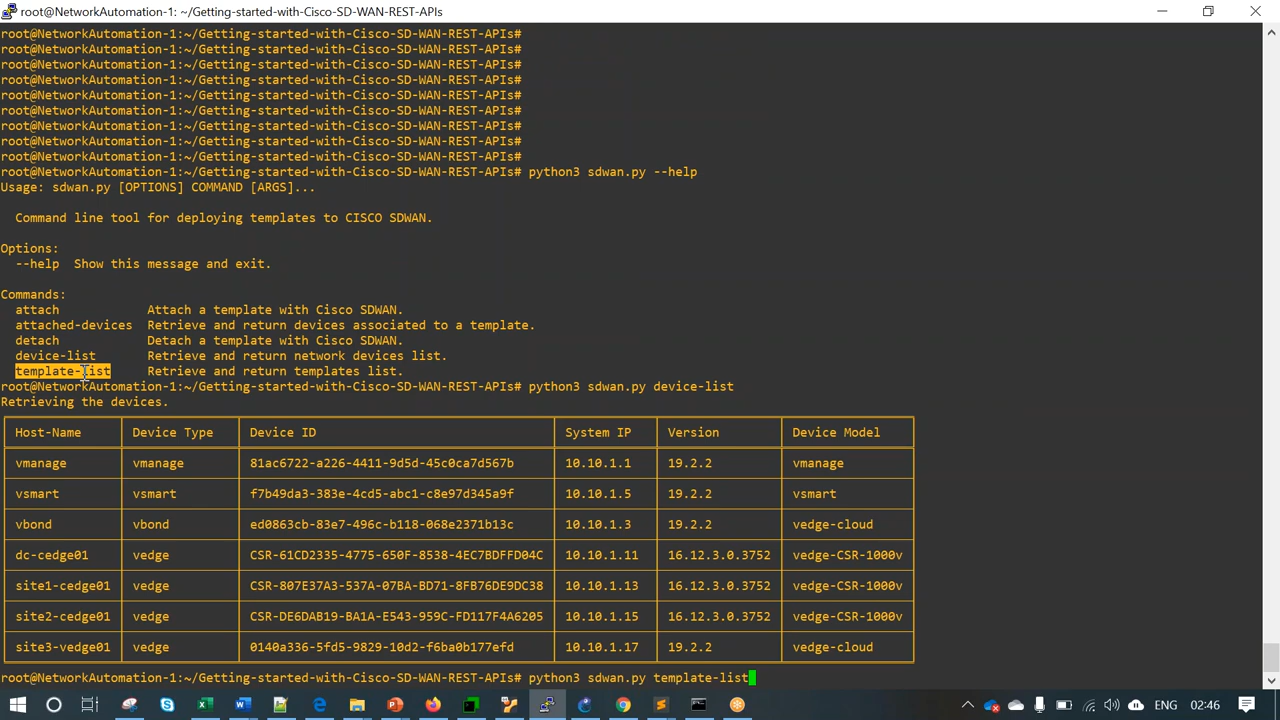 root@NetworkAutomation-1: ~/Getting-started-with-Cisco-SD-WAN-REST-APIs
root@NetworkAutomation-1:~/Getting-started-with-Cisco-SD-WAN-REST-APIs#
root@NetworkAutomation-1:~/Getting-started-with-Cisco-SD-WAN-REST-APIs#
root@NetworkAutomation-1:~/Getting-started-with-Cisco-SD-WAN-REST-APIs#
root@NetworkAutomation-1:~/Getting-started-with-Cisco-SD-WAN-REST-APIs#
root@NetworkAutomation-1:~/Getting-started-with-Cisco-SD-WAN-REST-APIs#
root@NetworkAutomation-1:~/Getting-started-with-Cisco-SD-WAN-REST-APIs#
root@NetworkAutomation-1:~/Getting-started-with-Cisco-SD-WAN-REST-APIs#
root@NetworkAutomation-1:~/Getting-started-with-Cisco-SD-WAN-REST-APIs#
root@NetworkAutomation-1:~/Getting-started-with-Cisco-SD-WAN-REST-APIs#
root@NetworkAutomation-1:~/Getting-started-with-Cisco-SD-WAN-REST-APIs# python3 sdwan.py --help
Usage: sdwan.py [OPTIONS] COMMAND [ARGS]...
Command line tool for deploying templates to CISCO SDWAN.
Options:
--help Show this message and exit.
Commands:
attach Attach a template with Cisco SDWAN.
attached-devices Retrieve and return devices associated to a template.
detach Detach a template with Cisco SDWAN.
device-list Retrieve and return network devices list.
template-list Retrieve and return templates list.
root@NetworkAutomation-1:~/Getting-started-with-Cisco-SD-WAN-REST-APIs# python3 sdwan.py device-list
Retrieving the devices.
Host-Name Device Type Device ID System IP Version Device Model
vmanage vmanage 81ac6722-a226-4411-9d5d-45c0ca7d567b 10.10.1.1 19.2.2 vmanage
vsmart vsmart f7b49da3-383e-4cd5-abc1-c8e97d345a9f 10.10.1.5 19.2.2 vsmart
vbond vbond ed0863cb-83e7-496c-b118-068e2371b13c 10.10.1.3 19.2.2 vedge-cloud
dc-cedge01 vedge CSR-61CD2335-4775-650F-8538-4EC7BDFFD04C 10.10.1.11 16.12.3.0.3752 vedge-CSR-1000v
site1-cedge01 vedge CSR-807E37A3-537A-07BA-BD71-8FB76DE9DC38 10.10.1.13 16.12.3.0.3752 vedge-CSR-1000v
site2-cedge01 vedge CSR-DE6DAB19-BA1A-E543-959C-FD117F4A6205 10.10.1.15 16.12.3.0.3752 vedge-CSR-1000v
site3-vedge01 vedge 0140a336-5fd5-9829-10d2-f6ba0b177efd 10.10.1.17 19.2.2 vedge-cloud
root@NetworkAutomation-1:~/Getting-started-with-Cisco-SD-WAN-REST-APIs# python3 sdwan.py template-list
ENG 02:46